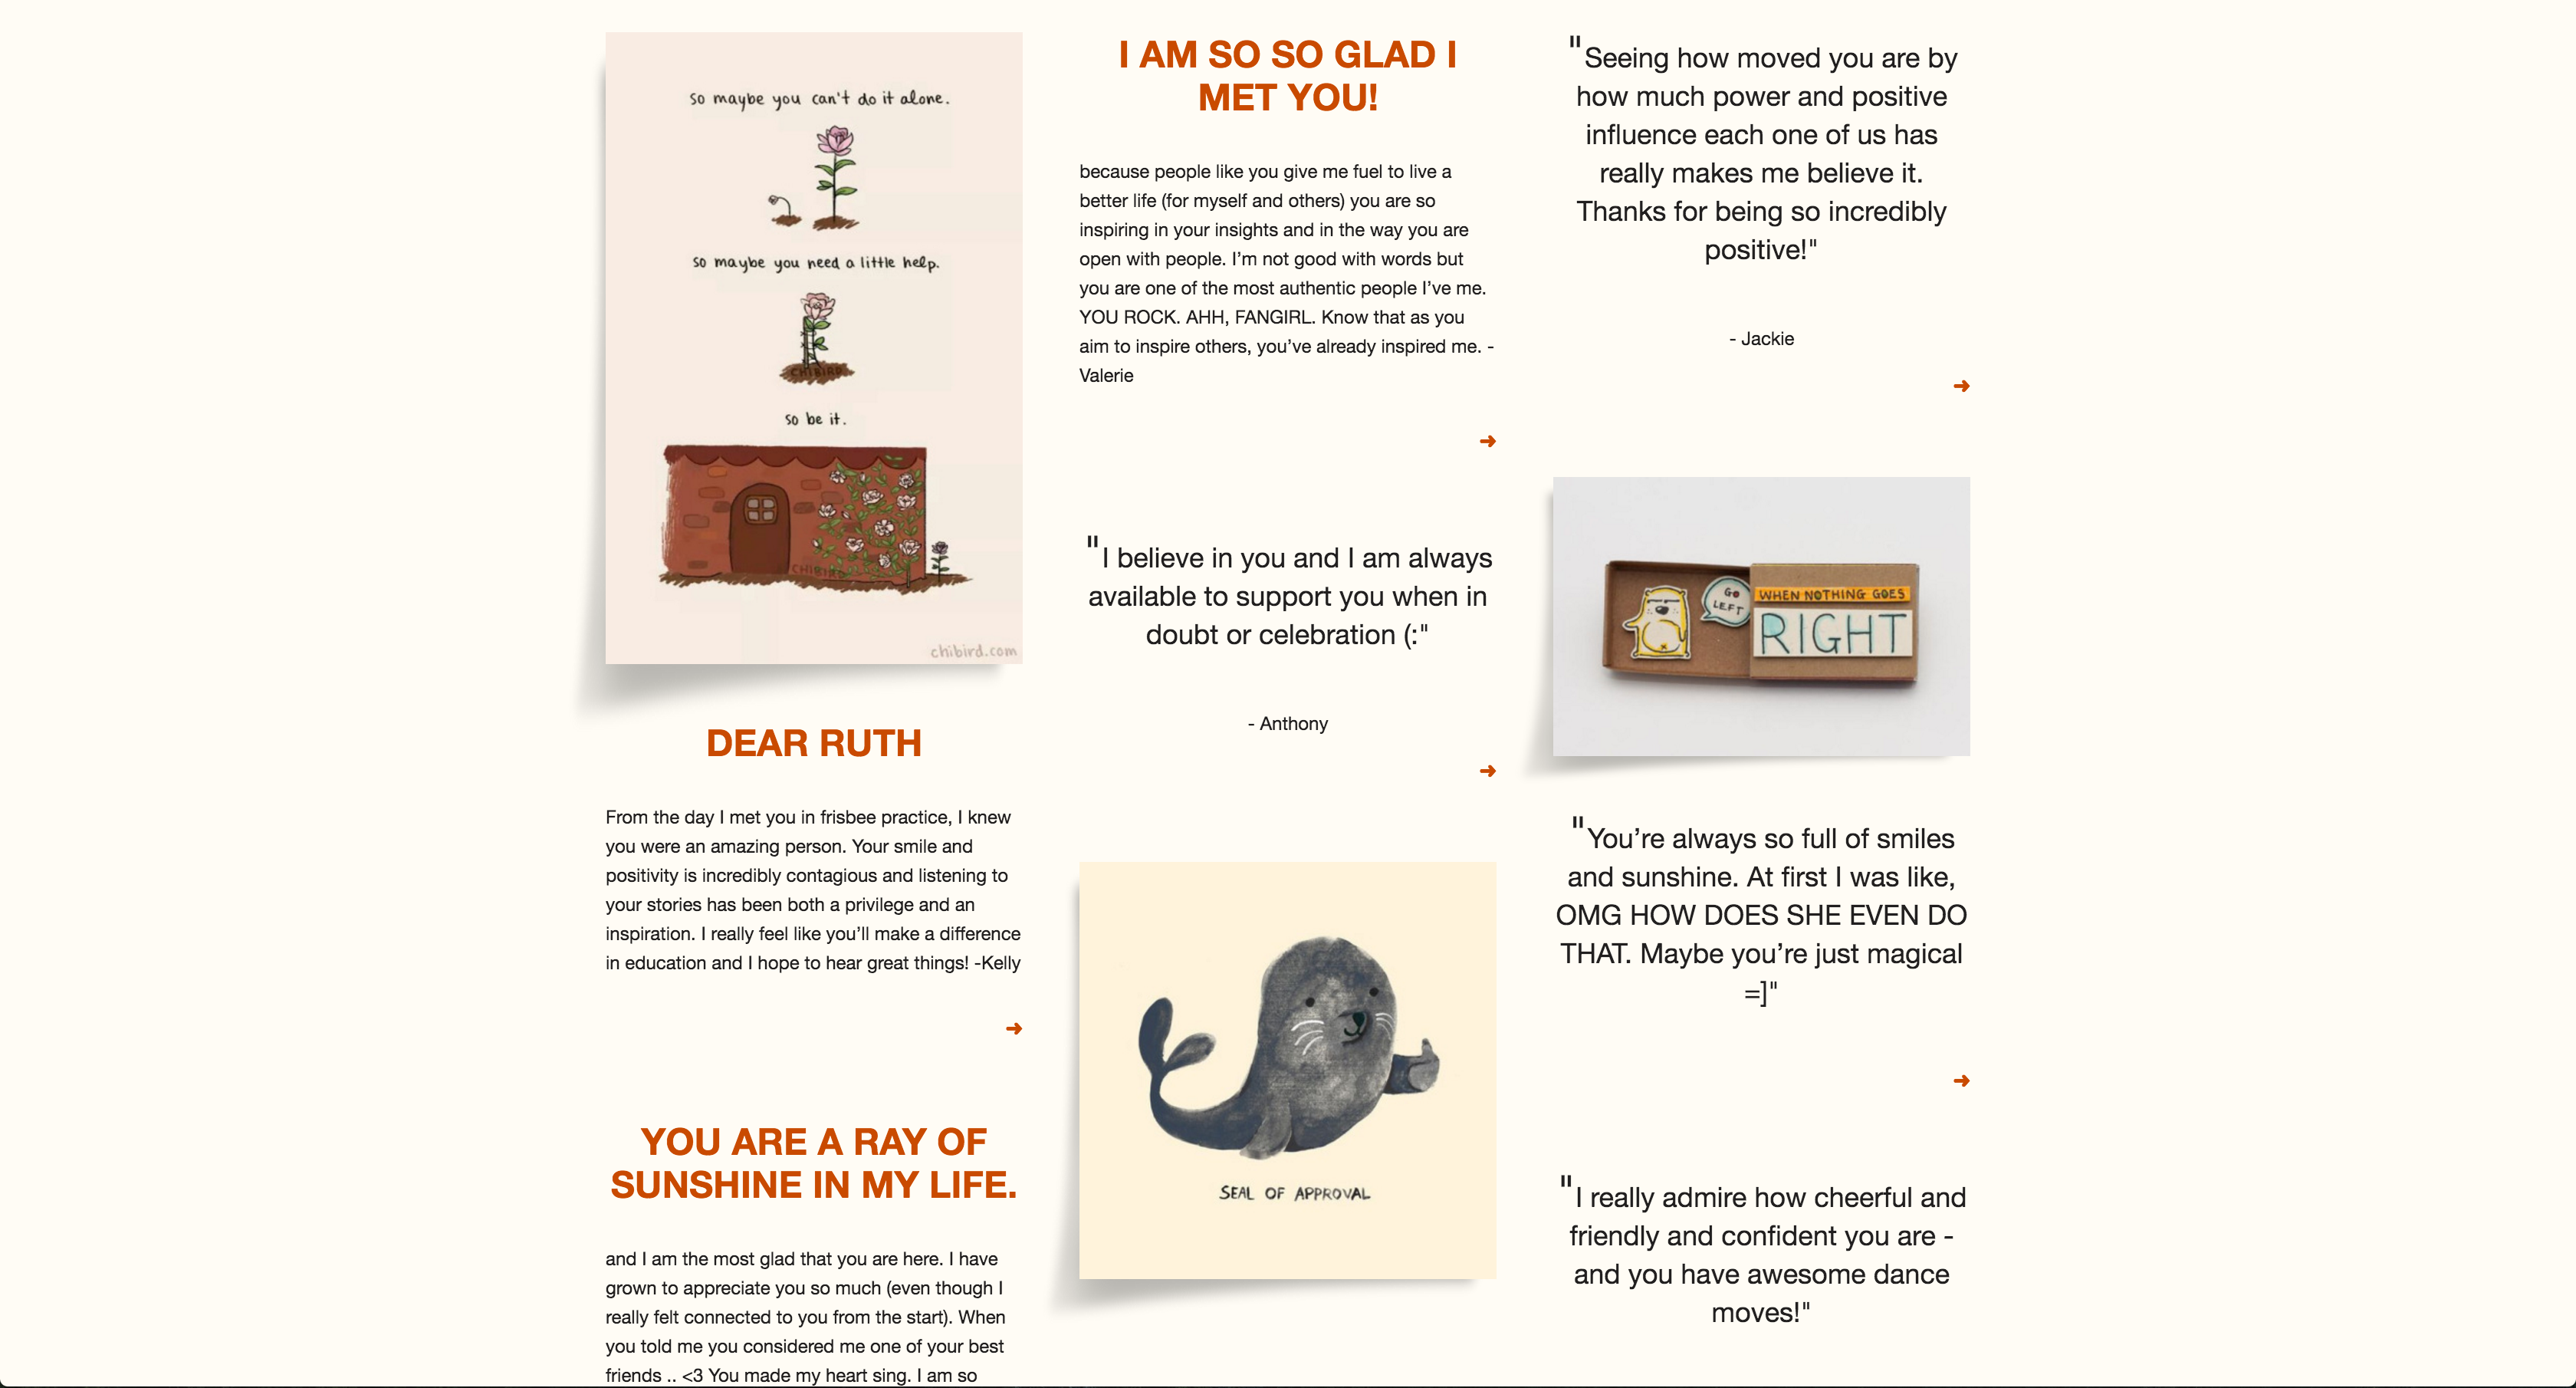 so maybe you can't do it alone.
so maybe you need a little help.
CHIBIRD
so be it.
CHIBIRD
chibird.com
DEAR RUTH
From the day I met you in frisbee practice, I knew
you were an amazing person. Your smile and
positivity is incredibly contagious and listening to
your stories has been both a privilege and an
inspiration. I really feel like you’ll make a difference
in education and I hope to hear great things! -Kelly
➜
YOU ARE A RAY OF
SUNSHINE IN MY LIFE.
and I am the most glad that you are here. I have
grown to appreciate you so much (even though I
really felt connected to you from the start). When
you told me you considered me one of your best
friends .. <3 You made my heart sing. I am so
I AM SO SO GLAD I
MET YOU!
because people like you give me fuel to live a
better life (for myself and others) you are so
inspiring in your insights and in the way you are
open with people. I’m not good with words but
you are one of the most authentic people I’ve me.
YOU ROCK. AHH, FANGIRL. Know that as you
aim to inspire others, you’ve already inspired me. -
Valerie
➜
"I believe in you and I am always
available to support you when in
doubt or celebration (:"
- Anthony
➜
SEAL OF APPROVAL
"Seeing how moved you are by
how much power and positive
influence each one of us has
really makes me believe it.
Thanks for being so incredibly
positive!"
- Jackie
➜
GO
LEFT
WHEN NOTHING GOES
RIGHT
"You’re always so full of smiles
and sunshine. At first I was like,
OMG HOW DOES SHE EVEN DO
THAT. Maybe you’re just magical
=]"
➜
"I really admire how cheerful and
friendly and confident you are -
and you have awesome dance
moves!"